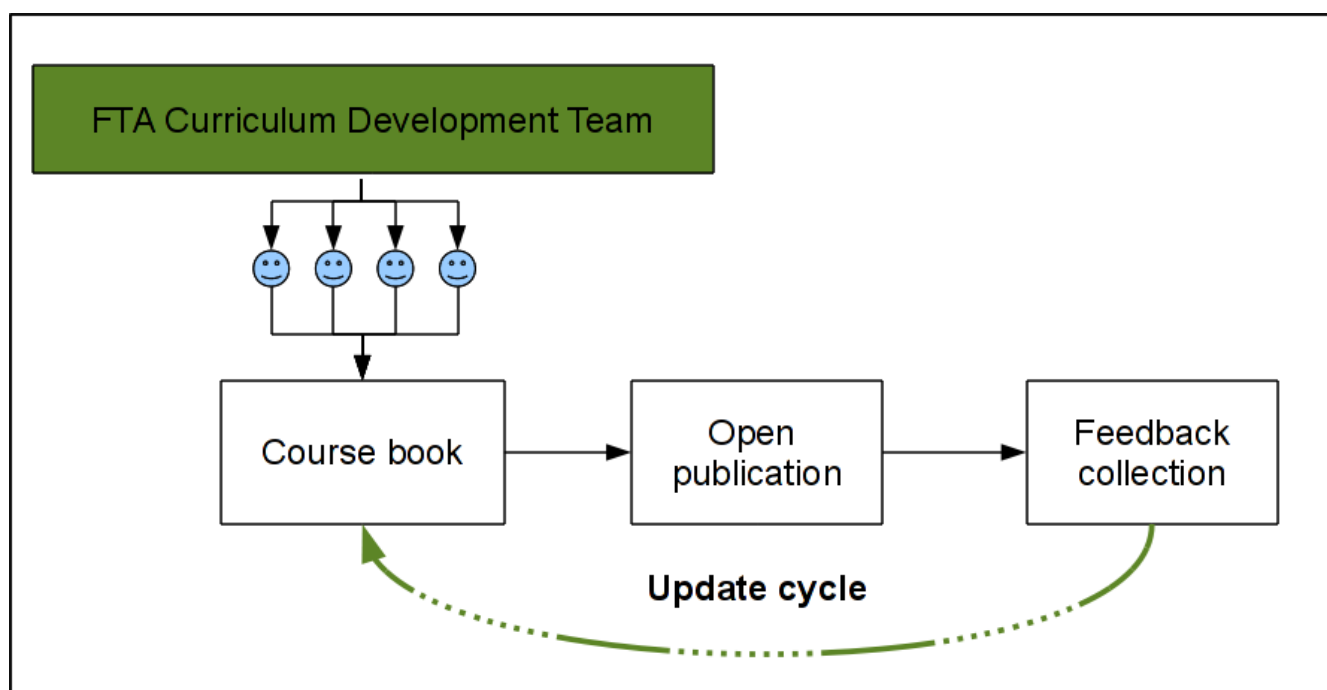 FTA Curriculum Development Team
Course book
Open
publication
Feedback
collection
Update cycle